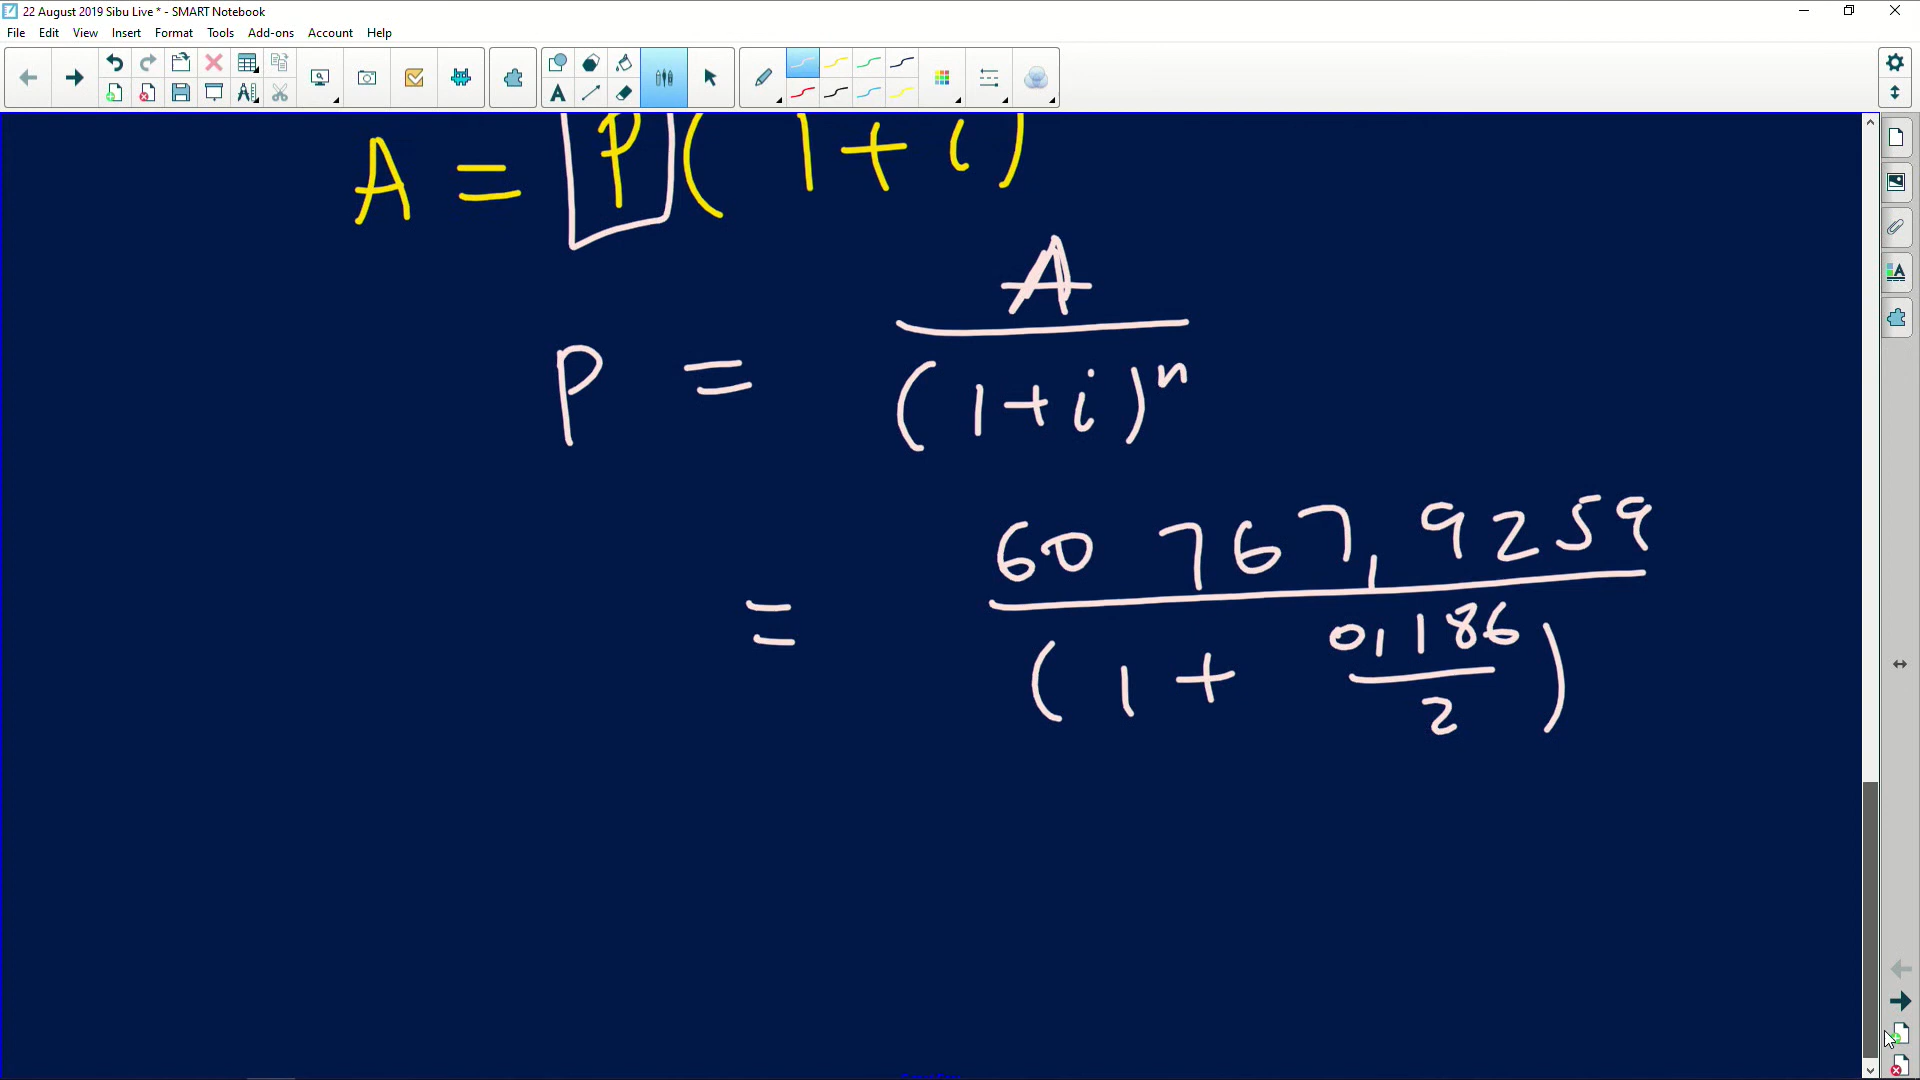 22 August 2019 Sibu Live * - SMART Notebook
File Edit View Insert Format Tools Add-ons Account Help
A = P ( 1 + i )
P = A / (1+i)^n
= 60 767,9259 / ( 1 + 0,186 / 2 )